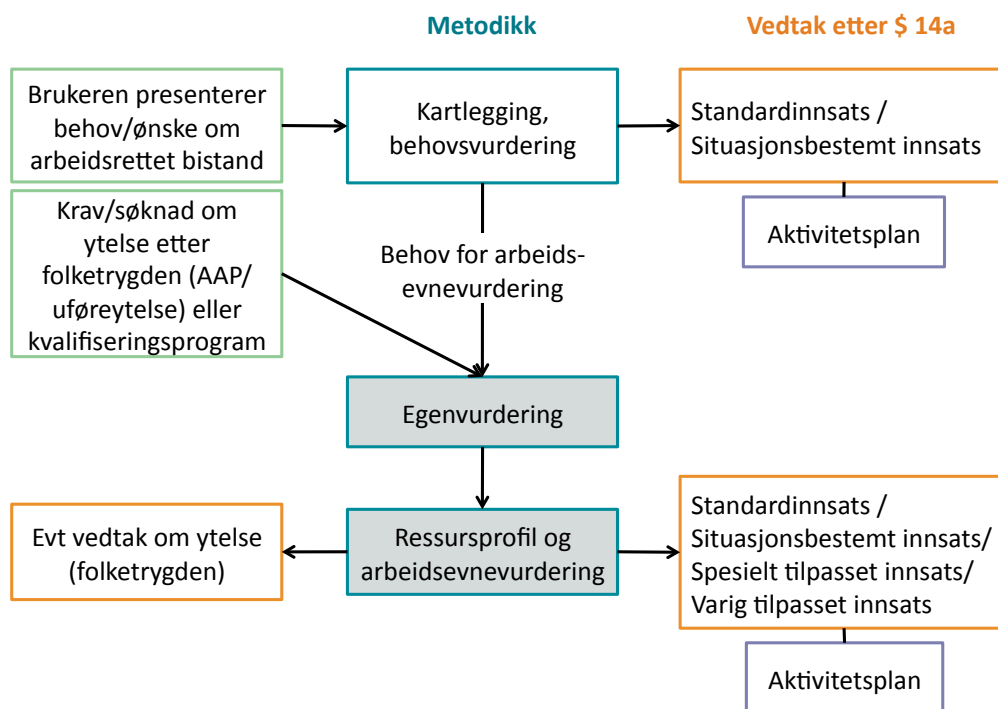 Metodikk
Vedtak etter $ 14a
Brukeren presenterer
behov/ønske om
arbeidsrettet bistand
Kartlegging,
behovsvurdering
Standardinnsats /
Situasjonsbestemt innsats
Aktivitetsplan
Krav/søknad om
ytelse etter
folketrygden (AAP/
uføreytelse) eller
kvalifiseringsprogram
Behov for arbeids-
evnevurdering
Egenvurdering
Evt vedtak om ytelse
(folketrygden)
Ressursprofil og
arbeidsevnevurdering
Standardinnsats /
Situasjonsbestemt innsats/
Spesielt tilpasset innsats/
Varig tilpasset innsats
Aktivitetsplan